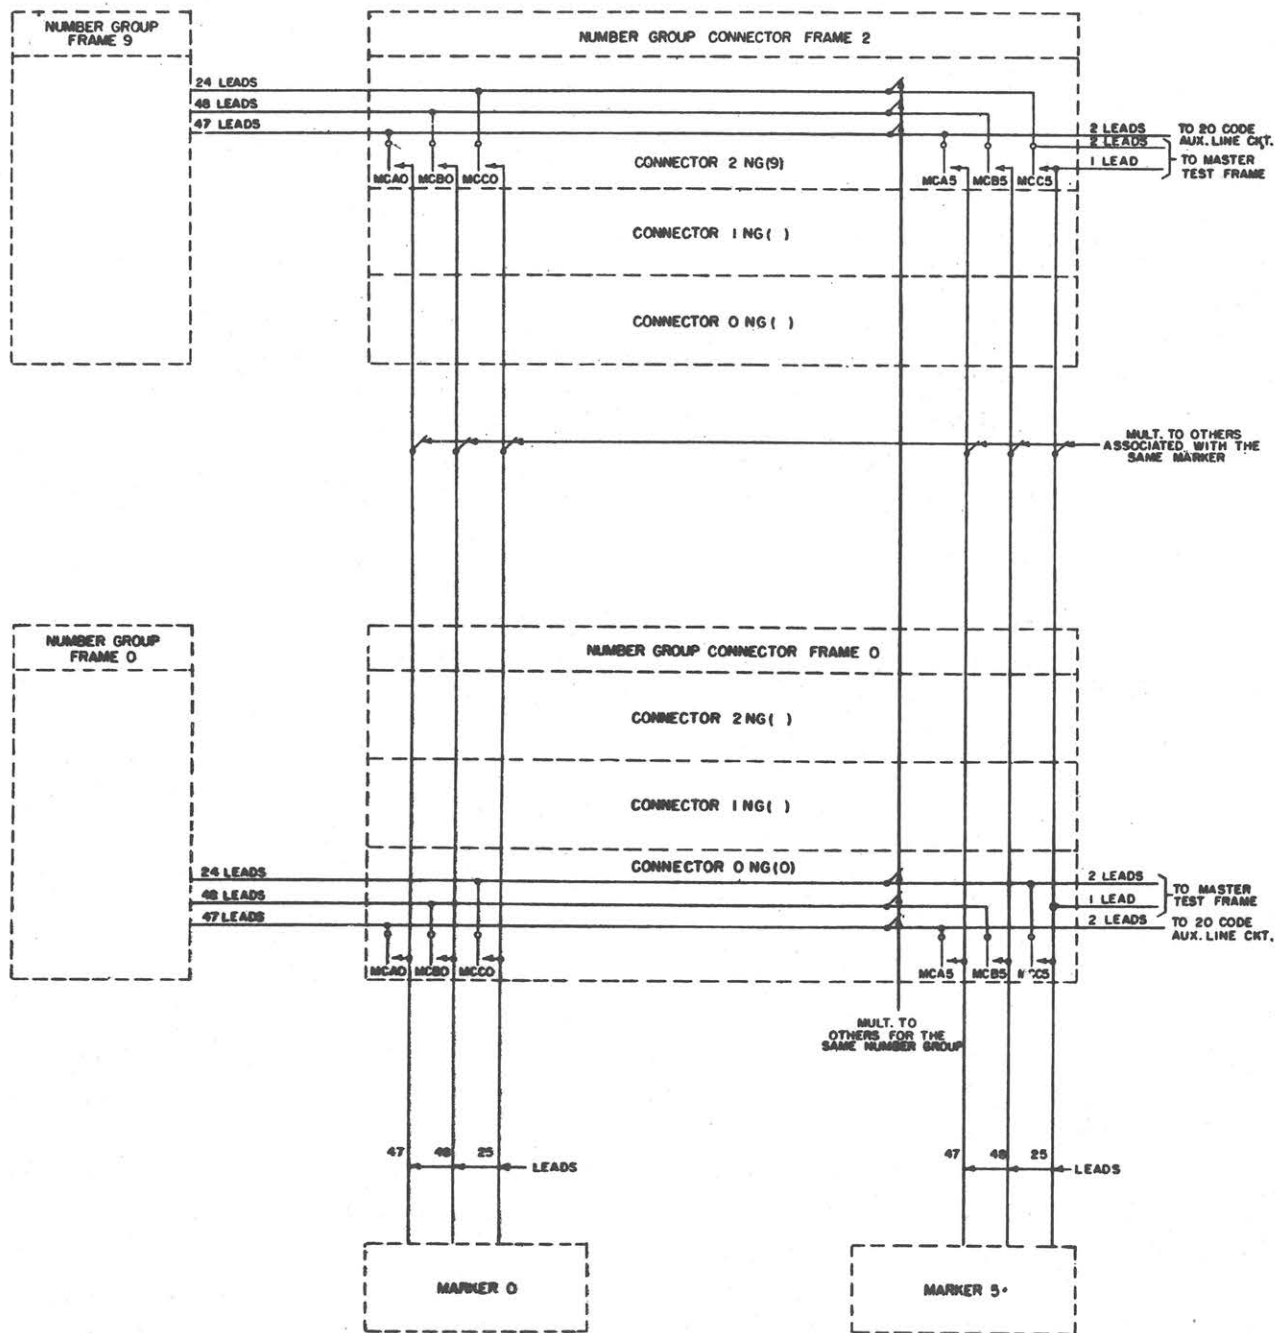 NUMBER GROUP
FRAME 9
NUMBER GROUP CONNECTOR FRAME 2
24 LEADS
48 LEADS
47 LEADS
2 LEADS
2 LEADS
1 LEAD
TO 20 CODE
AUX. LINE CKT.
TO MASTER
TEST FRAME
CONNECTOR 2 NG(9)
MCA0
MCB0
MCC0
MCA5
MCB5
MCC5
CONNECTOR 1 NG( )
CONNECTOR 0 NG( )
MULT. TO OTHERS
ASSOCIATED WITH THE
SAME MARKER
NUMBER GROUP
FRAME 0
NUMBER GROUP CONNECTOR FRAME 0
CONNECTOR 2 NG( )
CONNECTOR 1 NG( )
CONNECTOR 0 NG(0)
24 LEADS
48 LEADS
47 LEADS
2 LEADS
1 LEAD
2 LEADS
TO MASTER
TEST FRAME
TO 20 CODE
AUX. LINE CKT.
MCA0
MCB0
MCC0
MCA5
MCB5
MCC5
MULT. TO
OTHERS FOR THE
SAME NUMBER GROUP
47
48
25
LEADS
47
48
25
LEADS
MARKER 0
MARKER 5